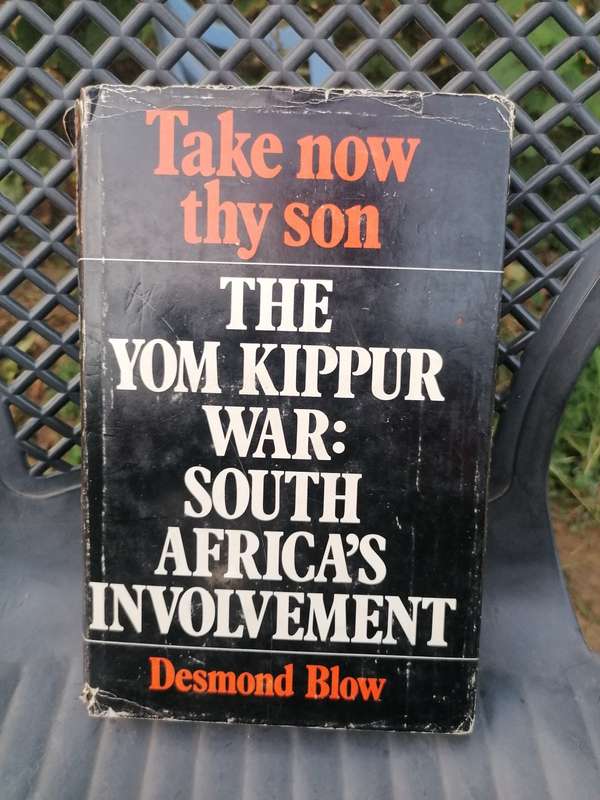 Take now
thy son
THE
YOM KIPPUR
WAR:
SOUTH
AFRICA'S
INVOLVEMENT
Desmond Blow